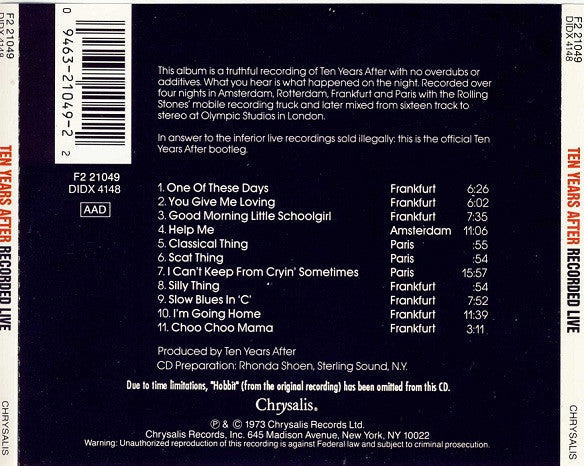 F2 21049
DIDX 4148
TEN YEARS AFTER RECORDED LIVE
CHRYSALIS
0 9463-21049-2 2
F2 21049
DIDX 4148
AAD
This album is a truthful recording of Ten Years After with no overdubs or
additives. What you hear is what happened on the night. Recorded over
four nights in Amsterdam, Rotterdam, Frankfurt and Paris with the Rolling
Stones' mobile recording truck and later mixed from sixteen track to
stereo at Olympic Studios in London.
In answer to the inferior live recordings sold illegally: this is the official Ten
Years After bootleg.
1. One Of These Days Frankfurt 6:26
2. You Give Me Loving Frankfurt 6:02
3. Good Morning Little Schoolgirl Frankfurt 7:35
4. Help Me Amsterdam 11:06
5. Classical Thing Paris :55
6. Scat Thing Paris :54
7. I Can't Keep From Cryin' Sometimes Paris 15:57
8. Silly Thing Frankfurt :54
9. Slow Blues In 'C' Frankfurt 7:52
10. I'm Going Home Frankfurt 11:39
11. Choo Choo Mama Frankfurt 3:11
Produced by Ten Years After
CD Preparation: Rhonda Shoen, Sterling Sound, N.Y.
Due to time limitations, "Hobbit" (from the original recording) has been omitted from this CD.
Chrysalis®
℗ & © 1973 Chrysalis Records Ltd.
Chrysalis Records, Inc. 645 Madison Avenue, New York, NY 10022
Warning: Unauthorized reproduction of this recording is against Federal law and subject to criminal prosecution.
F2 21049
DIDX 4148
TEN YEARS AFTER RECORDED LIVE
CHRYSALIS